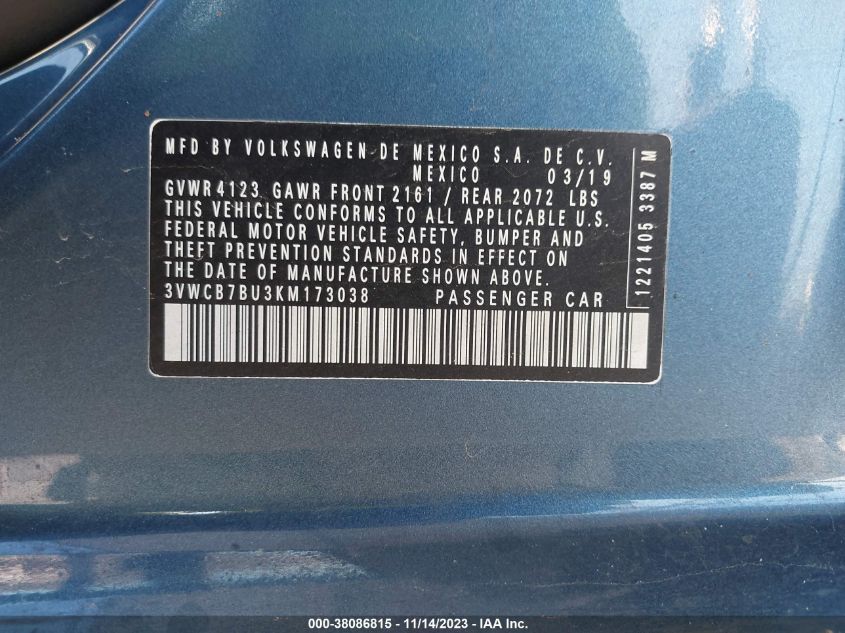 MFD BY VOLKSWAGEN DE MEXICO S.A. DE C.V.
MEXICO 03/19
GVWR 4123 GAWR FRONT 2161 / REAR 2072 LBS
THIS VEHICLE CONFORMS TO ALL APPLICABLE U.S.
FEDERAL MOTOR VEHICLE SAFETY, BUMPER AND
THEFT PREVENTION STANDARDS IN EFFECT ON
THE DATE OF MANUFACTURE SHOWN ABOVE.
3VWCB7BU3KM173038 PASSENGER CAR
1221405 3387 M
000-38086815 - 11/14/2023 - IAA Inc.